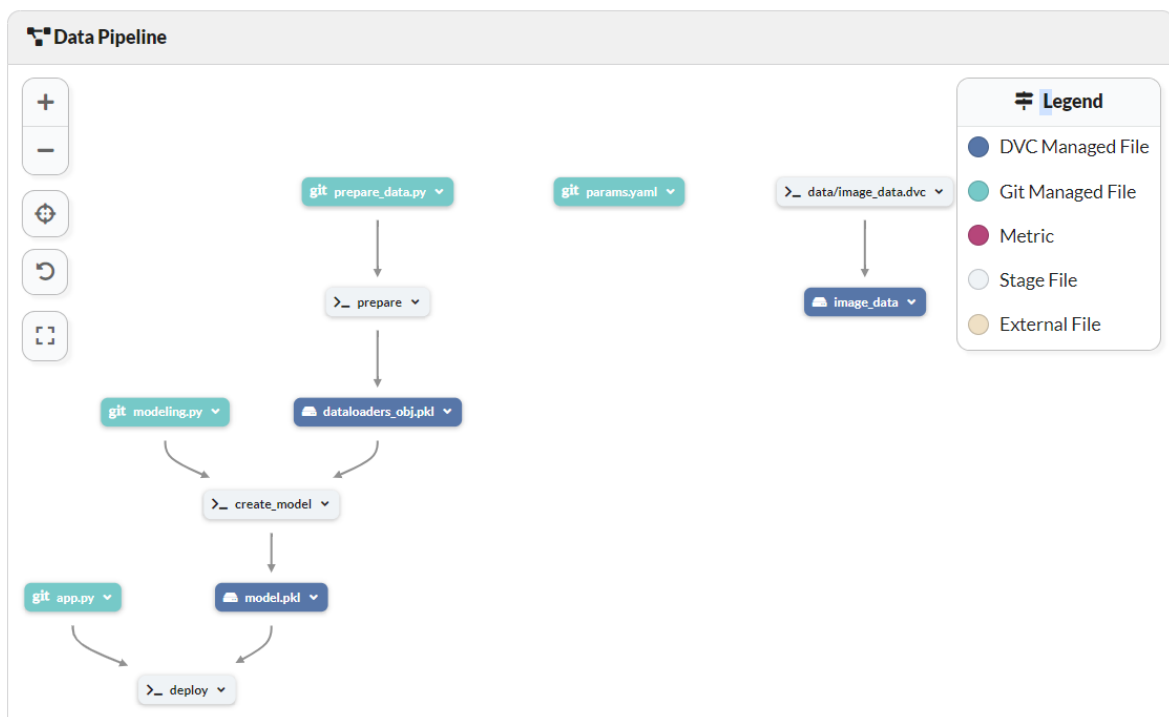 Data Pipeline
Legend
DVC Managed File
Git Managed File
Metric
Stage File
External File
git prepare_data.py
git params.yaml
>_ data/image_data.dvc
>_ prepare
image_data
git modeling.py
dataloaders_obj.pkl
>_ create_model
git app.py
model.pkl
>_ deploy